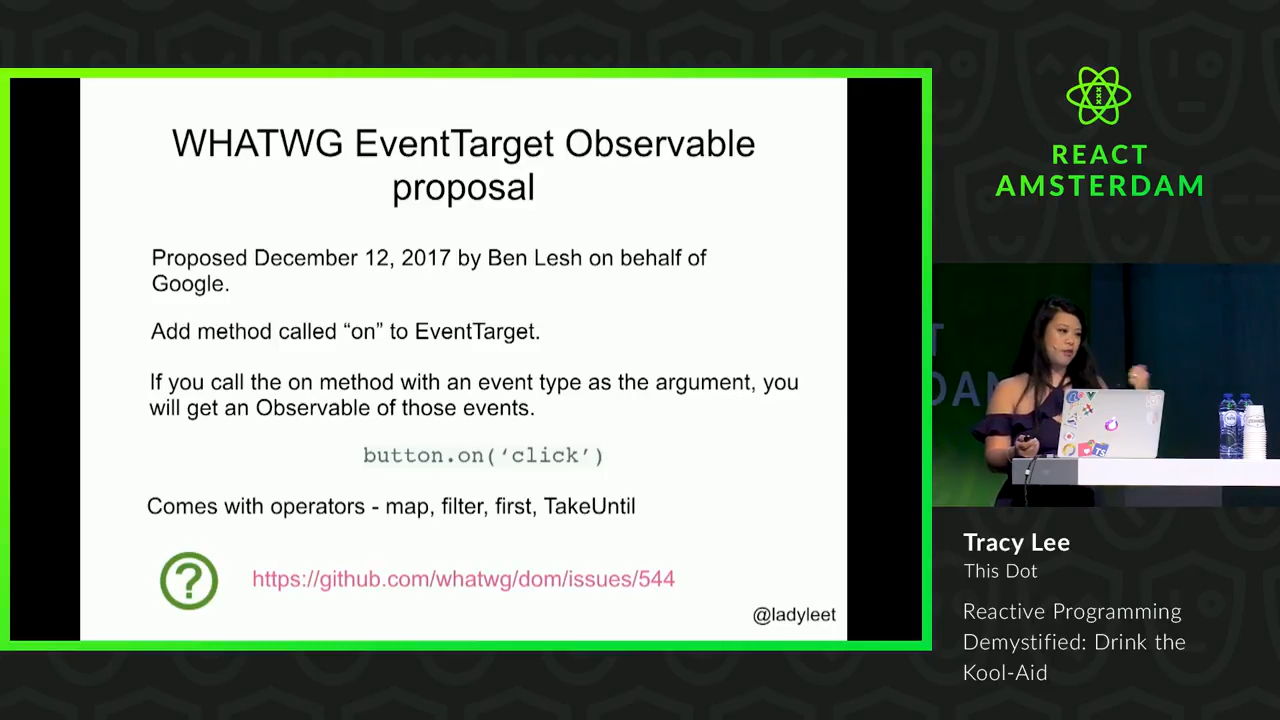 WHATWG EventTarget Observable
proposal
Proposed December 12, 2017 by Ben Lesh on behalf of
Google.
Add method called “on” to EventTarget.
If you call the on method with an event type as the argument, you
will get an Observable of those events.
button.on(‘click’)
Comes with operators - map, filter, first, TakeUntil
?
https://github.com/whatwg/dom/issues/544
@ladyleet
REACT
AMSTERDAM
TS
Tracy Lee
This Dot
Reactive Programming
Demystified: Drink the
Kool-Aid